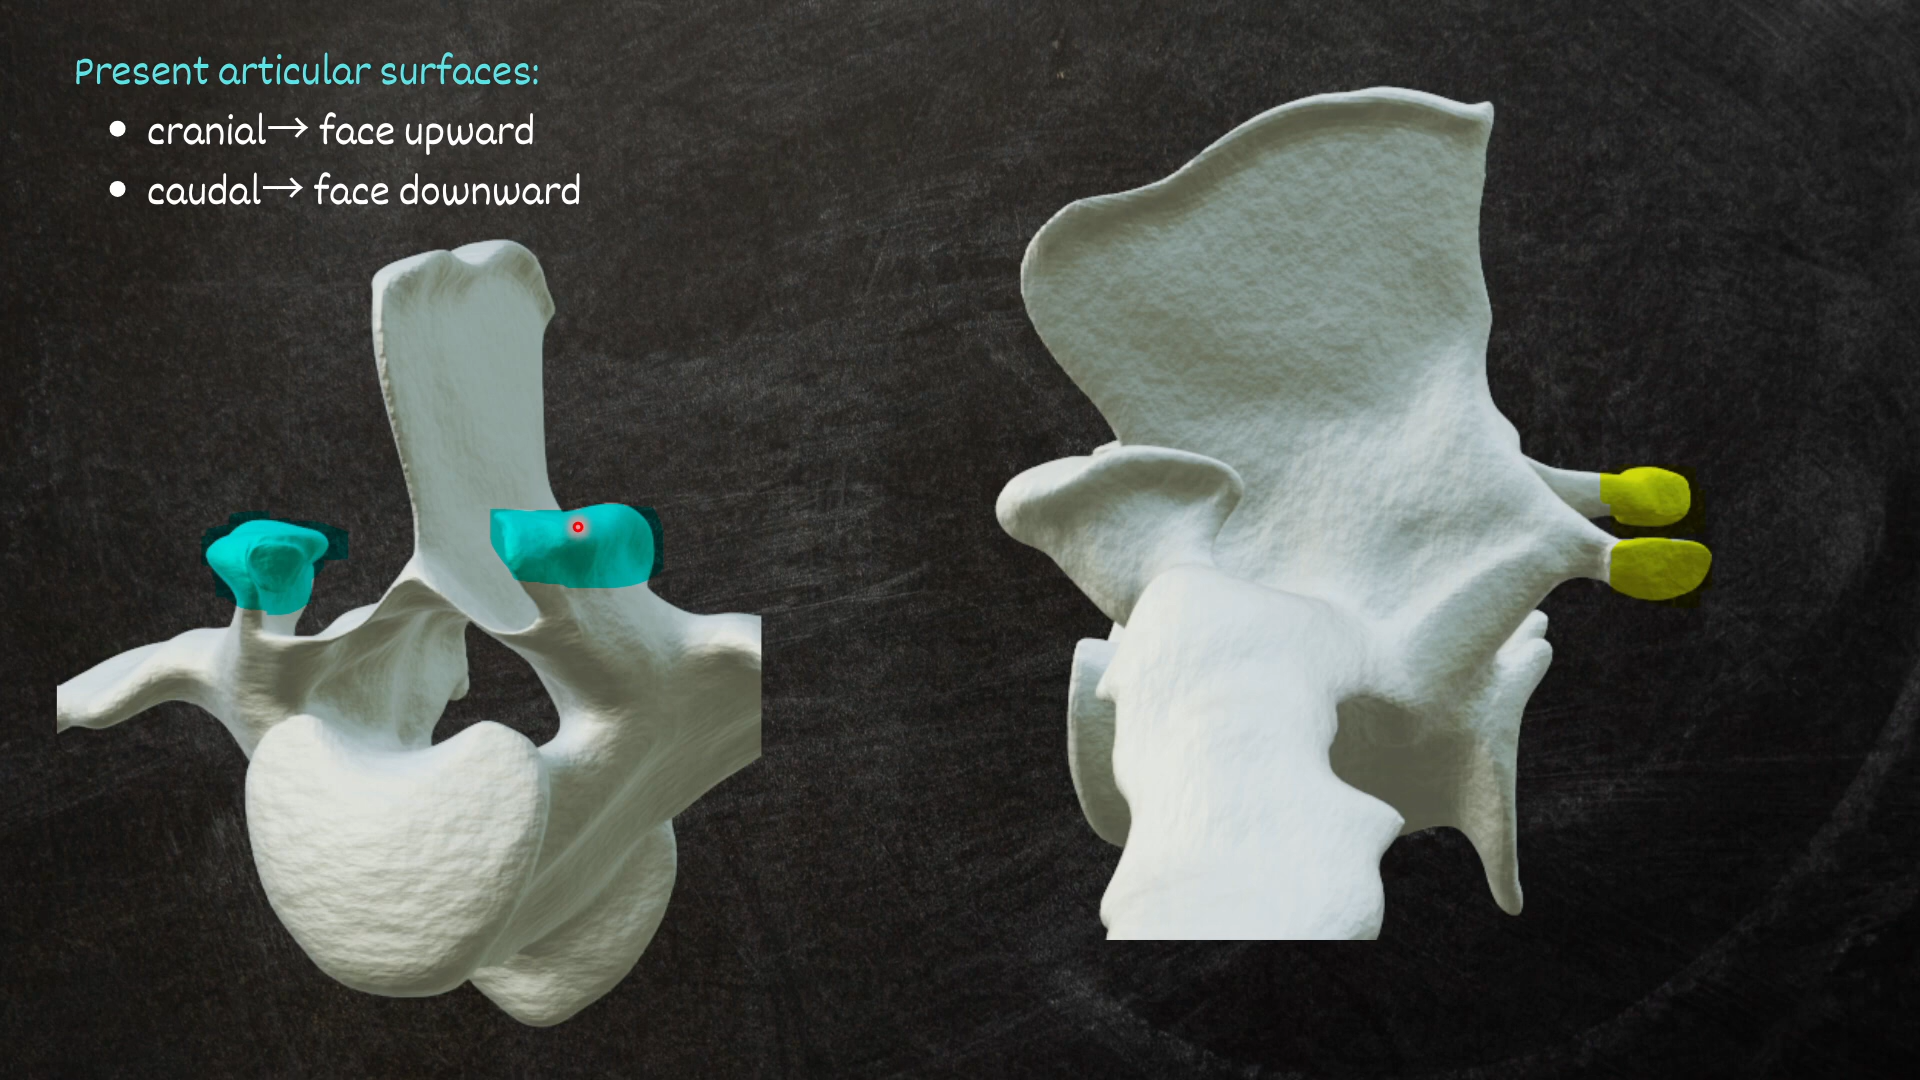 Present articular surfaces:
• cranial→ face upward
• caudal→ face downward